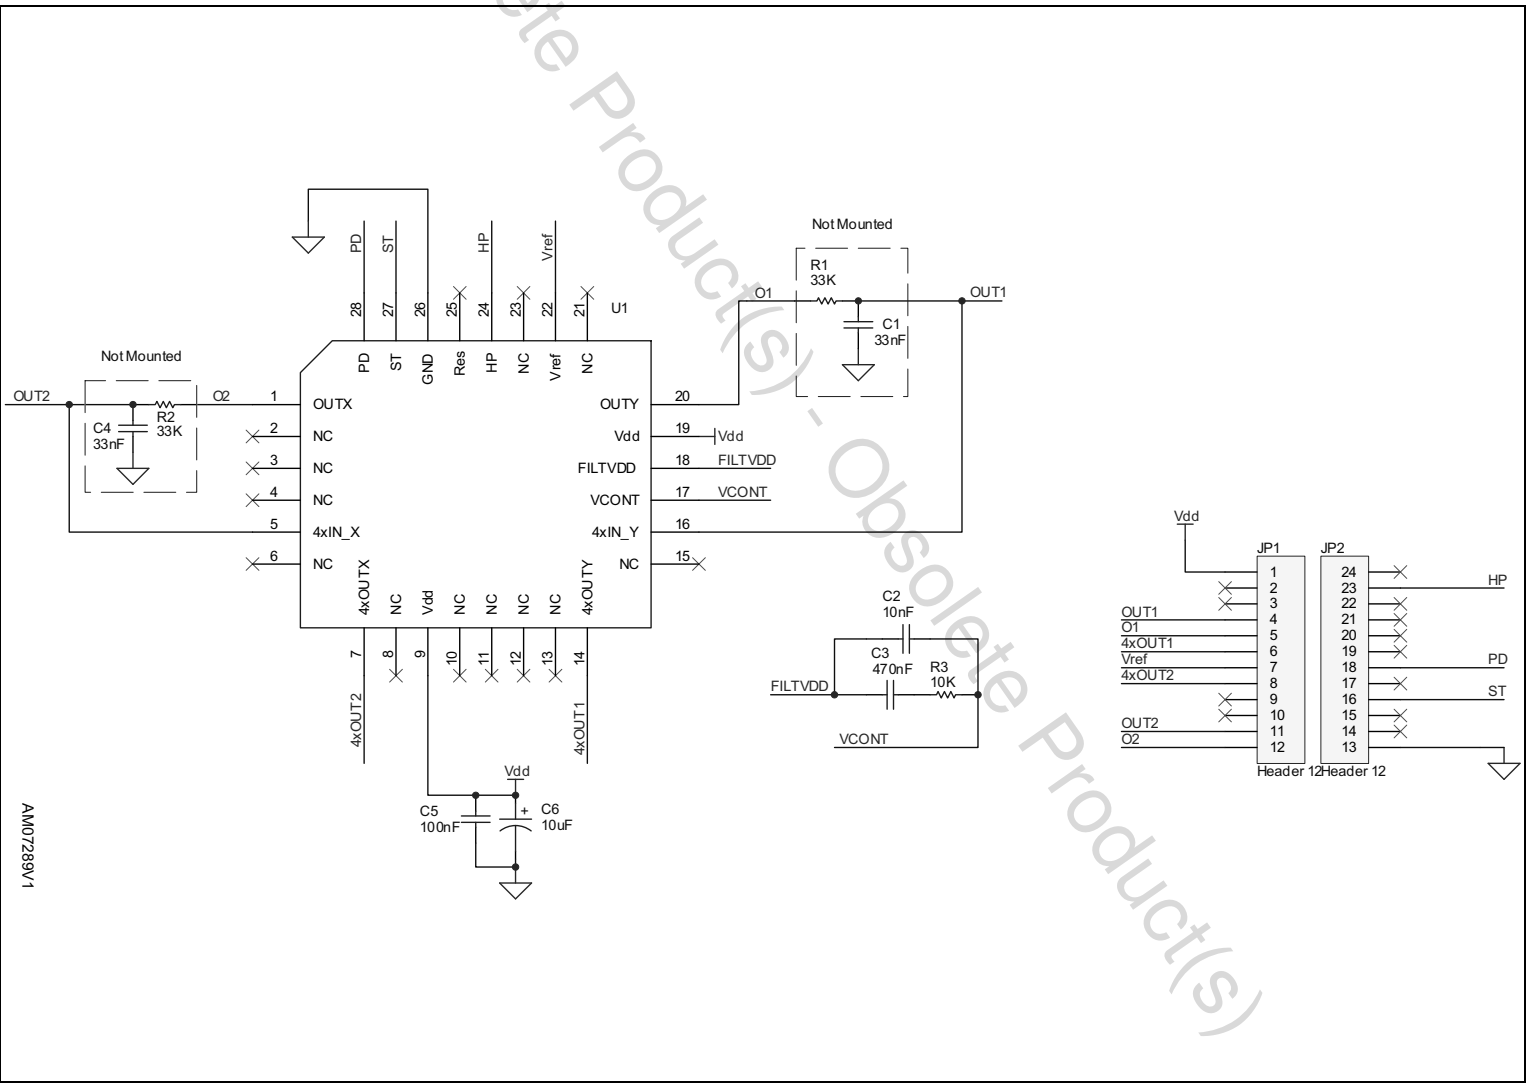 lete Product(s) - Obsolete Product(s)
PD
ST
HP
Vref
28
27
26
25
24
23
22
21
U1
PD
ST
GND
Res
HP
NC
Vref
NC
Not Mounted
R1
33K
O1
OUT1
C1
33nF
Not Mounted
OUT2
O2
R2
33K
C4
33nF
1
OUTX
2
NC
3
NC
4
NC
5
4xIN_X
6
NC
OUTY
20
Vdd
19
Vdd
FILTVDD
18
FILTVDD
VCONT
17
VCONT
4xIN_Y
16
NC
15
4xOUTX
NC
Vdd
NC
NC
NC
NC
4xOUTY
7
8
9
10
11
12
13
14
4xOUT2
4xOUT1
Vdd
C5
100nF
+
C6
10uF
C2
10nF
C3
470nF
R3
10K
FILTVDD
VCONT
Vdd
JP1
JP2
1
2
3
4
5
6
7
8
9
10
11
12
OUT1
O1
4xOUT1
Vref
4xOUT2
OUT2
O2
24
23
22
21
20
19
18
17
16
15
14
13
HP
PD
ST
Header 12
Header 12
AM07289V1